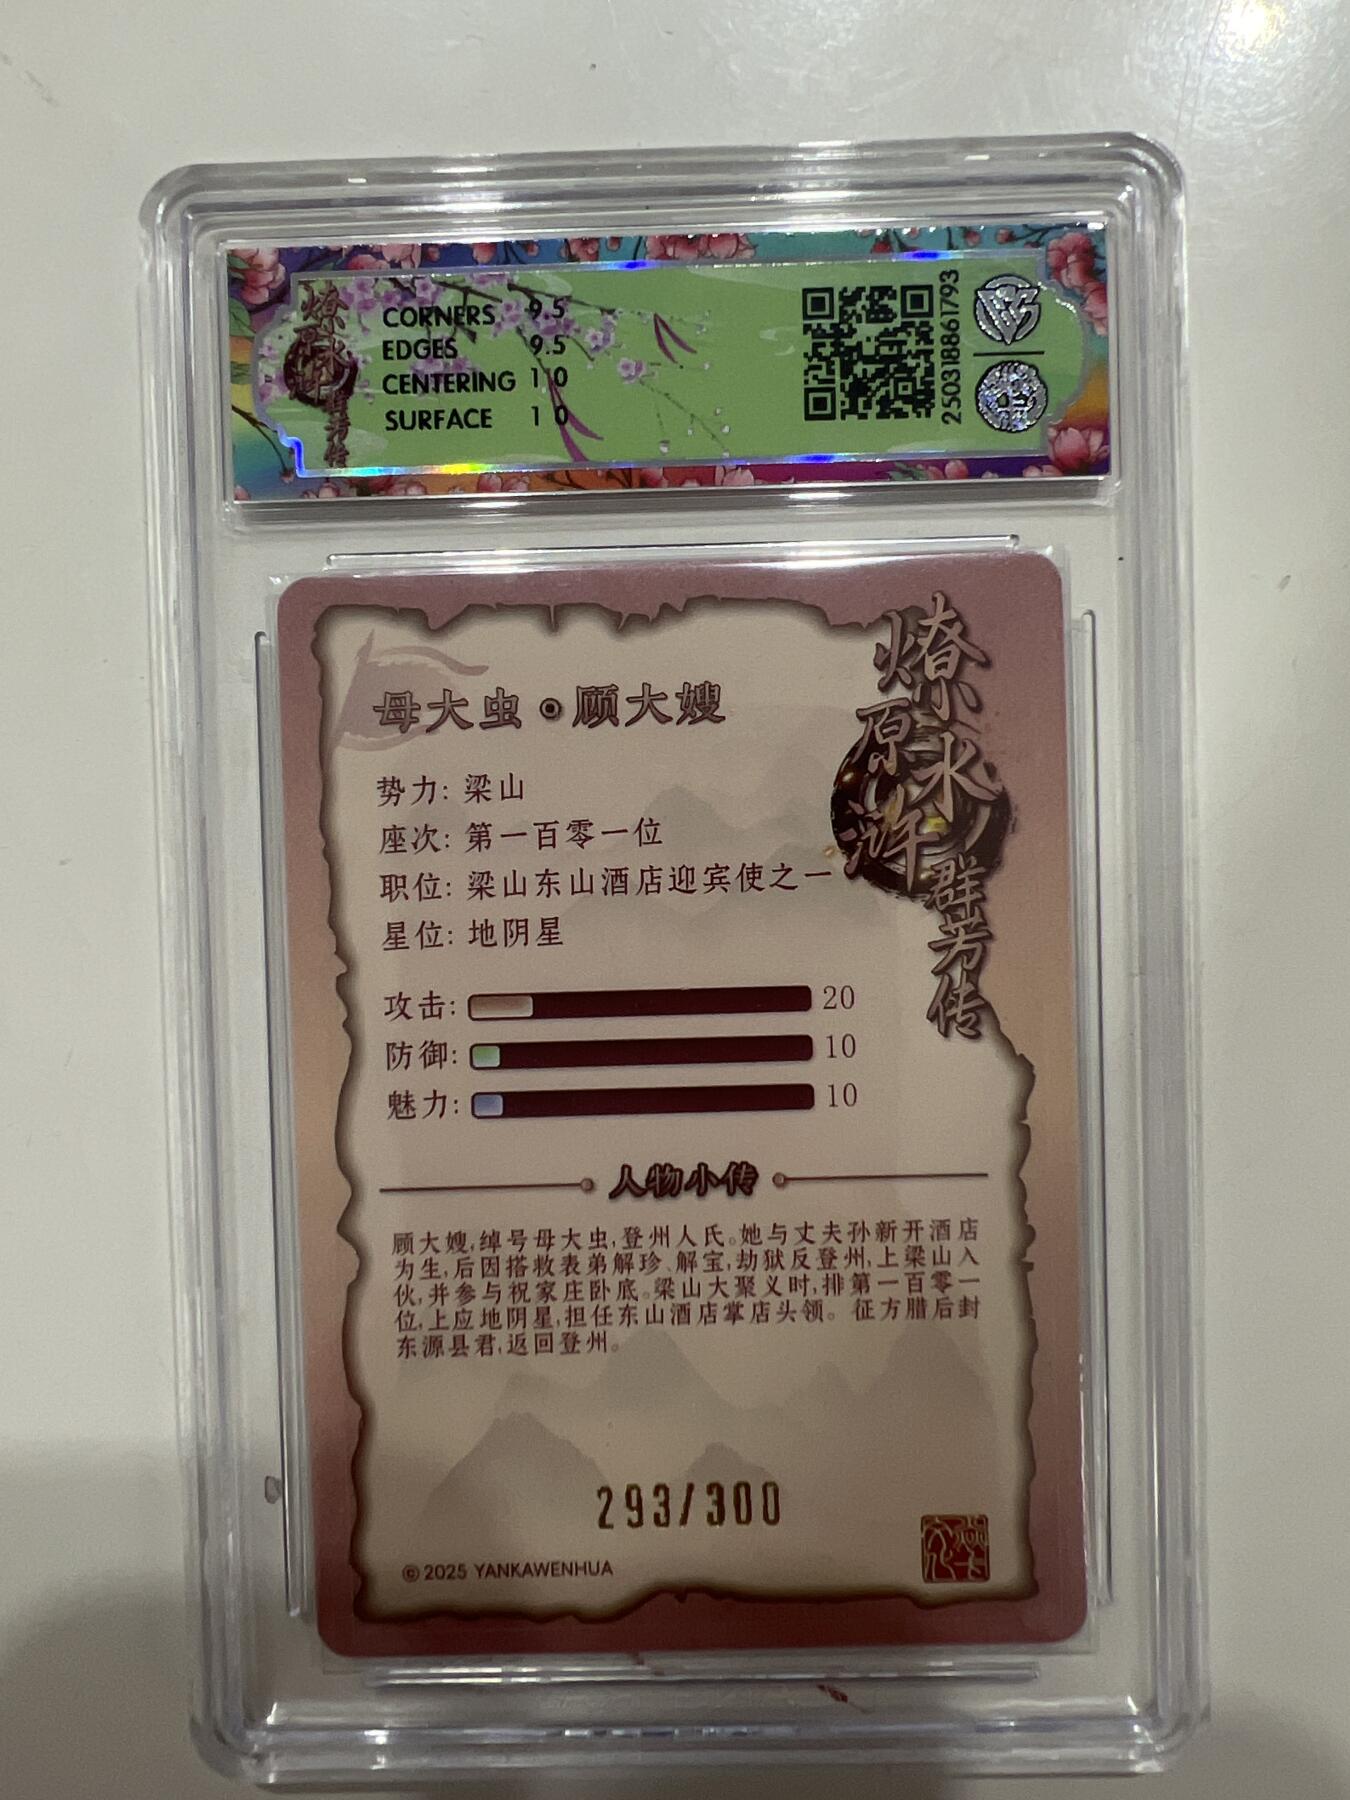 燎原水浒群芳传
CORNERS 9.5
EDGES 9.5
CENTERING 10
SURFACE 10
25031886 1793
母大虫·顾大嫂
燎原水浒群芳传
势力: 梁山
座次: 第一百零一位
职位: 梁山东山酒店迎宾使之一
星位: 地阴星
攻击: 20
防御: 10
魅力: 10
人物小传
顾大嫂,绰号母大虫,登州人氏。她与丈夫孙新开酒店
为生,后因搭救表弟解珍、解宝,劫狱反登州,上梁山入
伙,并参与祝家庄卧底。梁山大聚义时,排第一百零一
位,上应地阴星,担任东山酒店掌店头领。征方腊后封
东源县君,返回登州。
293/300
© 2025 YANKAWENHUA